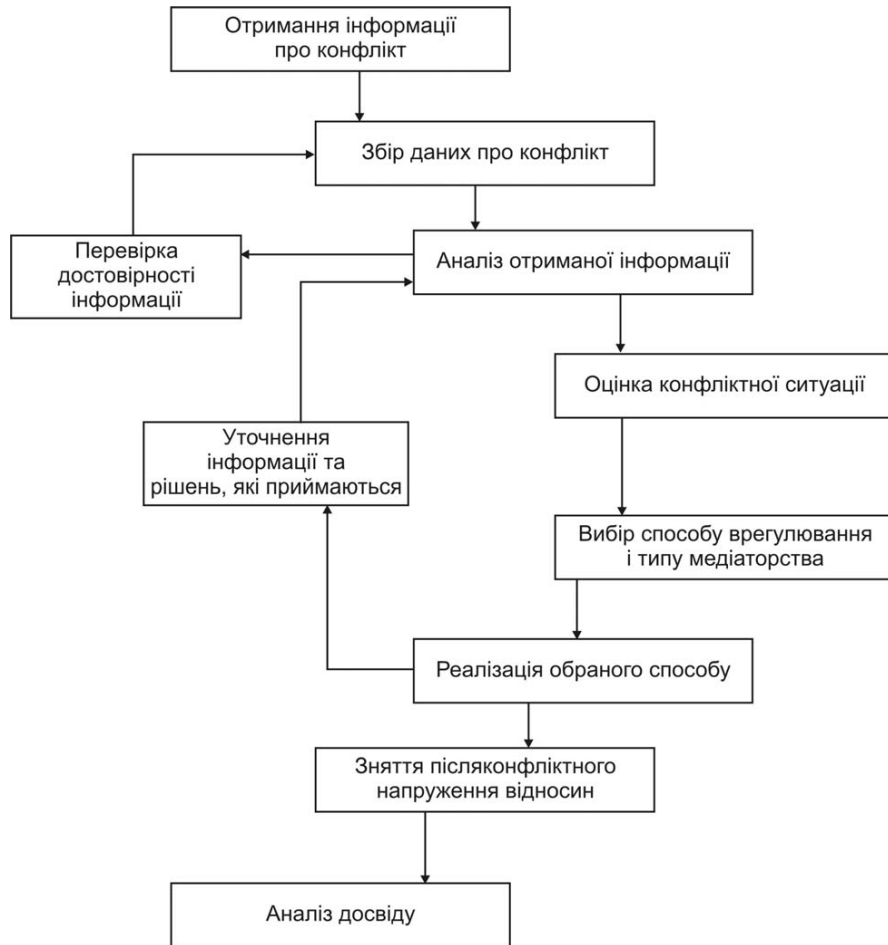 Отримання інформації
про конфлікт
Збір даних про конфлікт
Перевірка
достовірності
інформації
Аналіз отриманої інформації
Оцінка конфліктної ситуації
Уточнення
інформації та
рішень, які приймаються
Вибір способу врегулювання
і типу медіаторства
Реалізація обраного способу
Зняття післяконфліктного
напруження відносин
Аналіз досвіду